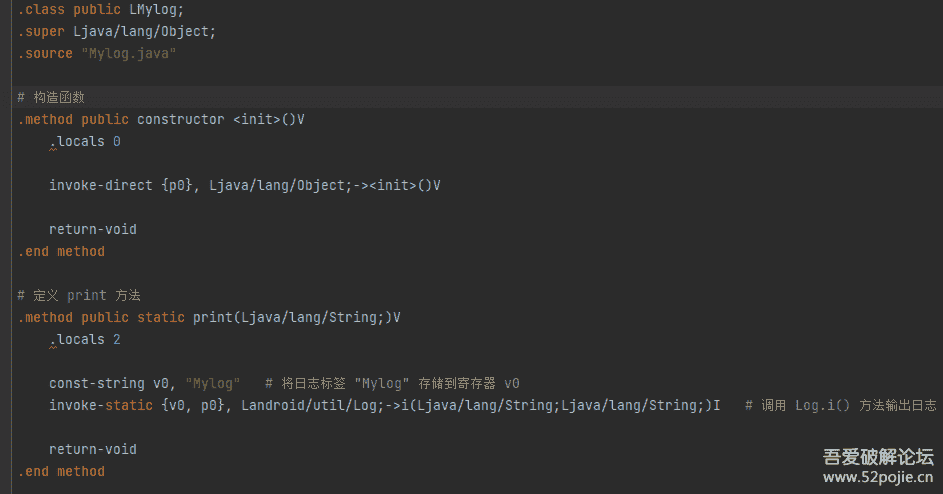 .class public LMylog;
.super Ljava/lang/Object;
.source "Mylog.java"
# 构造函数
.method public constructor <init>()V
.locals 0
invoke-direct {p0}, Ljava/lang/Object;-><init>()V
return-void
.end method
# 定义 print 方法
.method public static print(Ljava/lang/String;)V
.locals 2
const-string v0, "Mylog"   # 将日志标签 "Mylog" 存储到寄存器 v0
invoke-static {v0, p0}, Landroid/util/Log;->i(Ljava/lang/String;Ljava/lang/String;)I   # 调用 Log.i() 方法输出日志
return-void
.end method
吾爱破解论坛
www.52pojie.cn